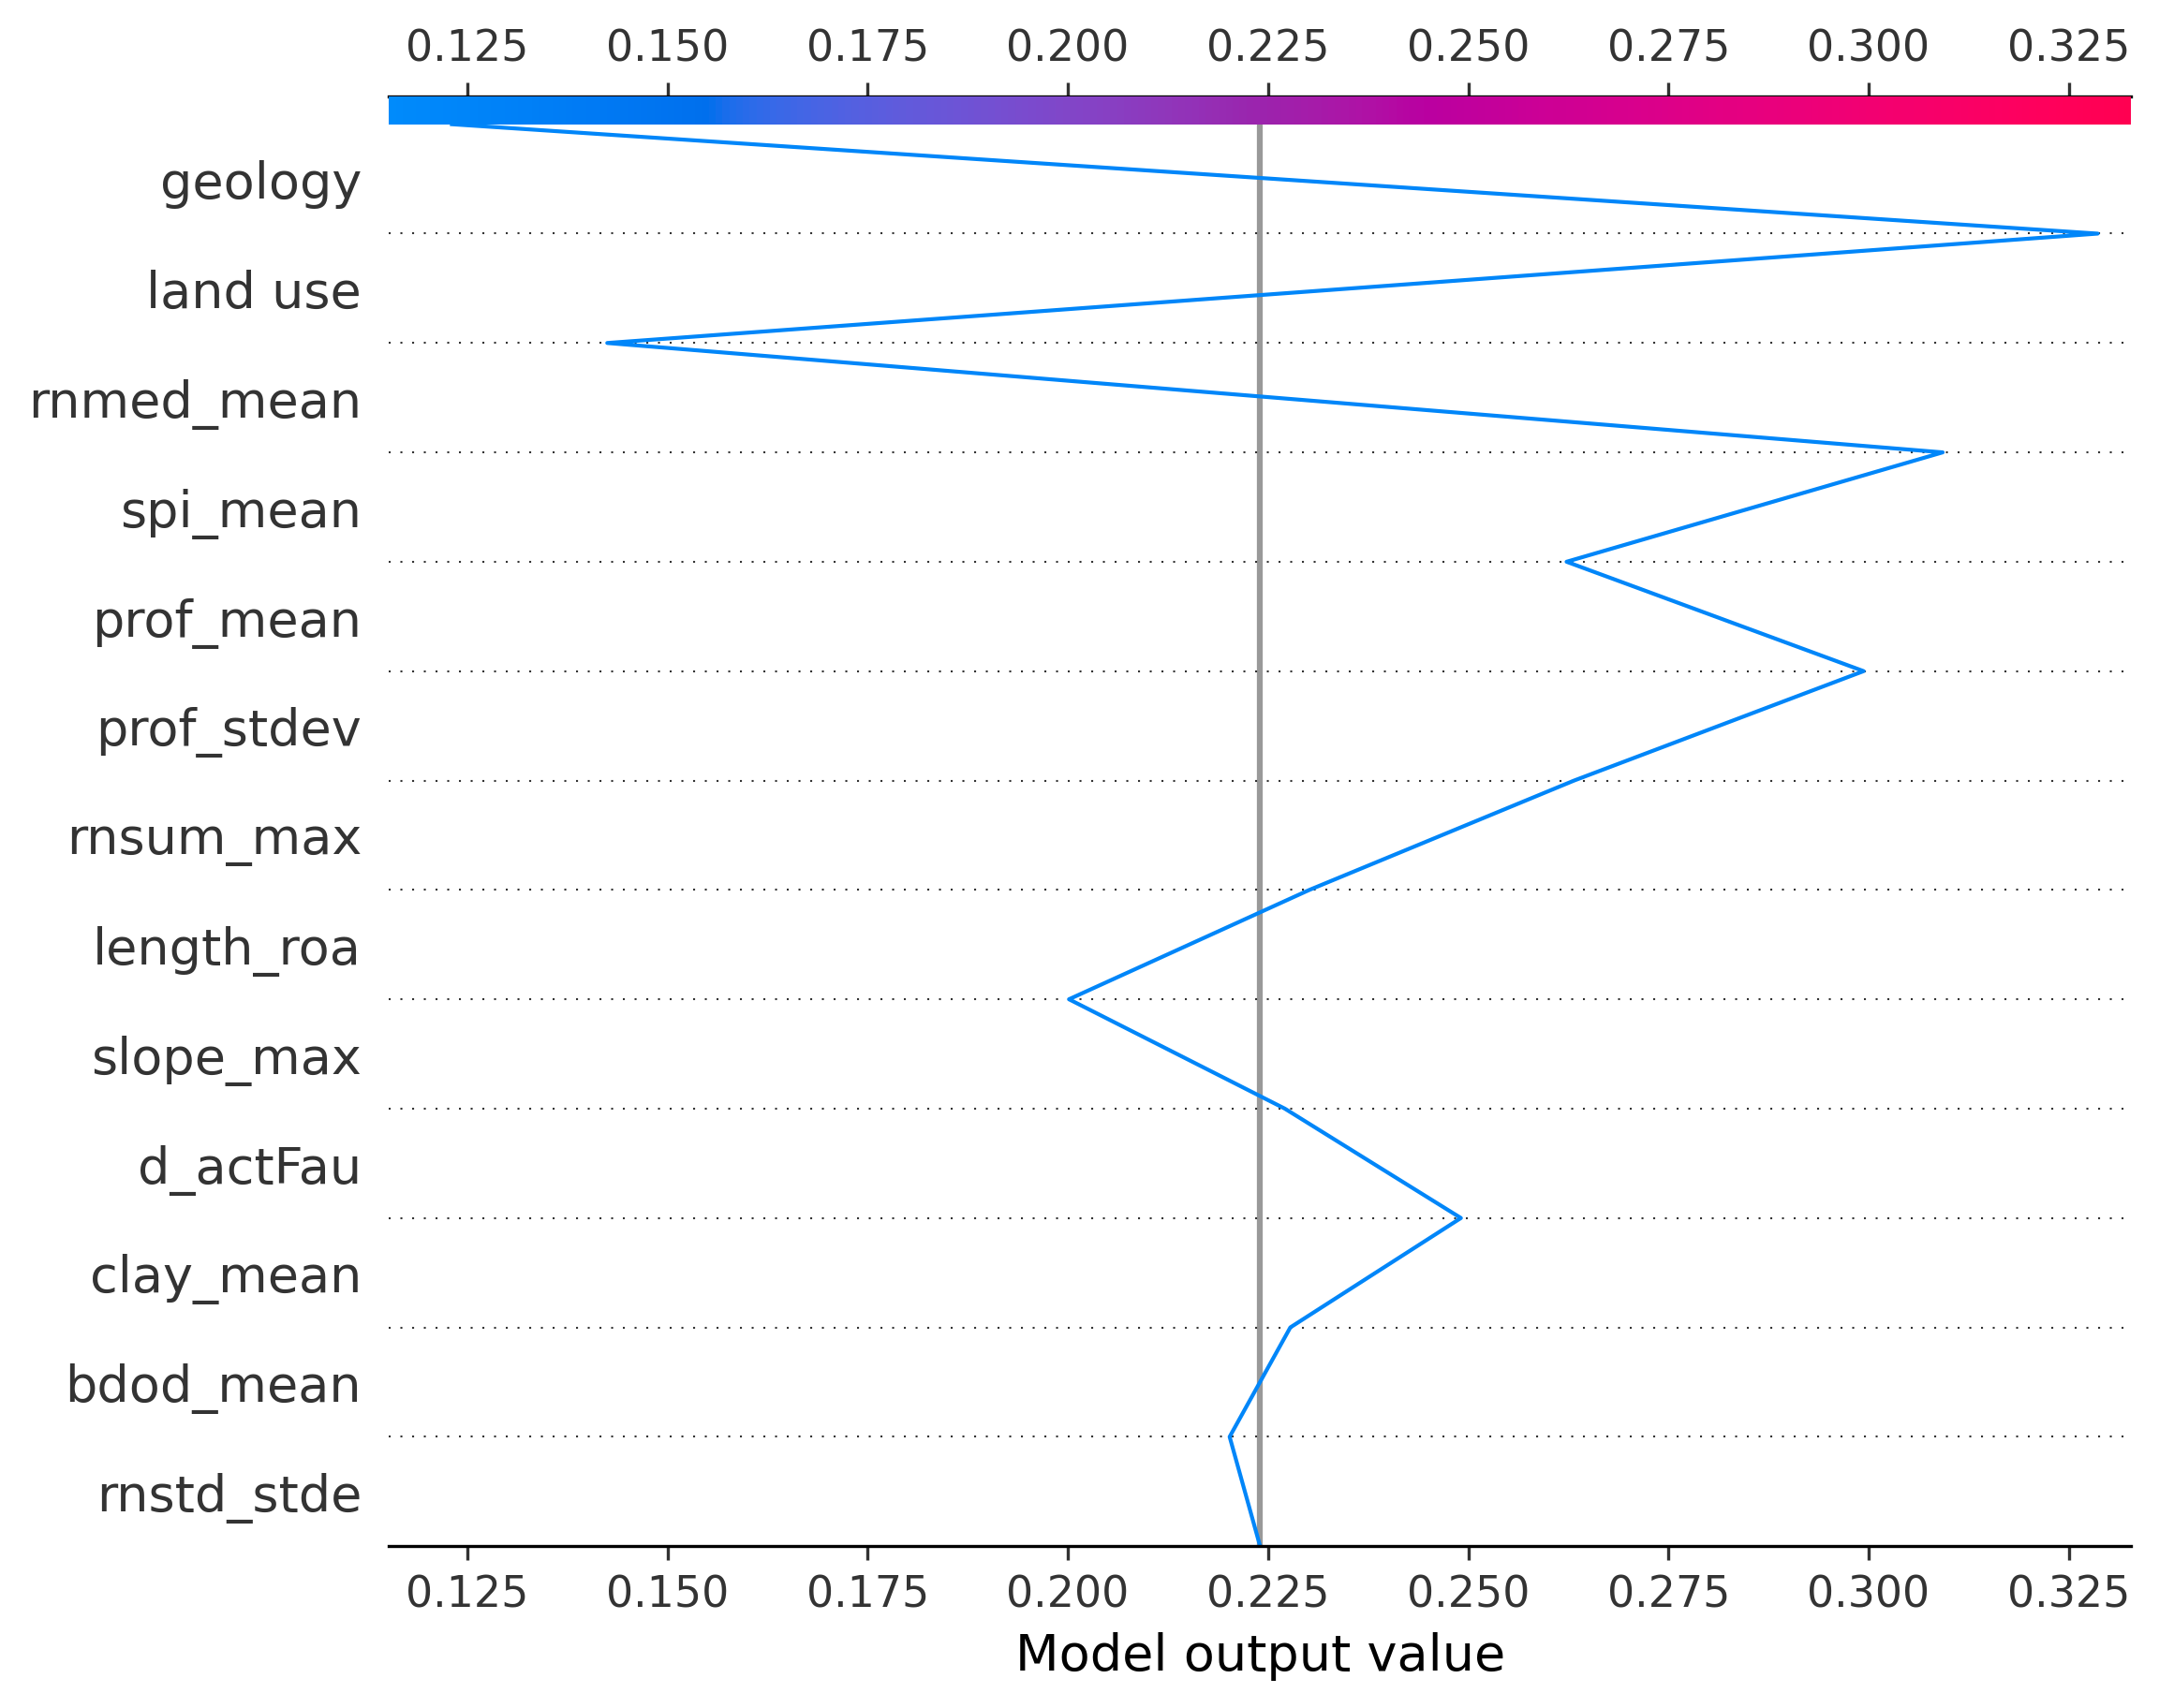 0.125 0.150 0.175 0.200 0.225 0.250 0.275 0.300 0.325
geology
land use
rnmed_mean
spi_mean
prof_mean
prof_stdev
rnsum_max
length_roa
slope_max
d_actFau
clay_mean
bdod_mean
rnstd_stde
0.125 0.150 0.175 0.200 0.225 0.250 0.275 0.300 0.325
Model output value